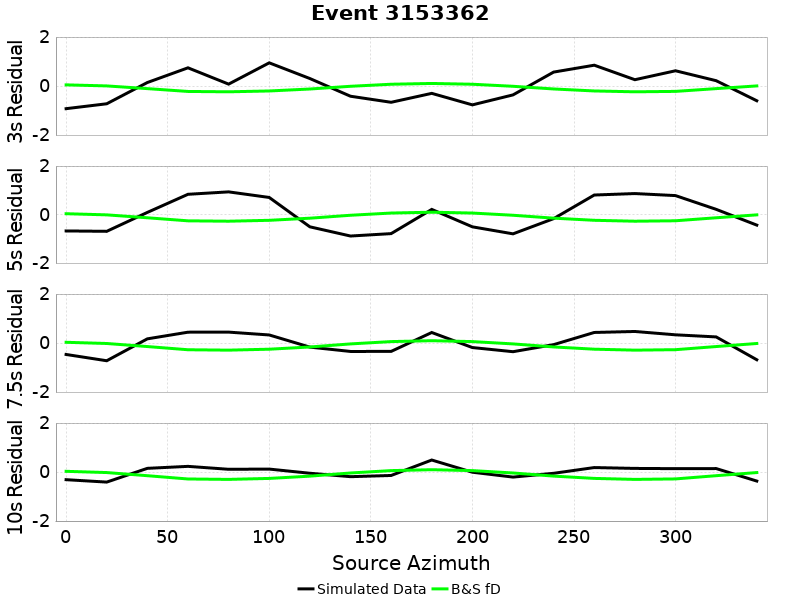 Event 3153362
3s Residual
2
0
-2
5s Residual
2
0
-2
7.5s Residual
2
0
-2
10s Residual
2
0
-2
0 50 100 150 200 250 300
Source Azimuth
Simulated Data B&S fD